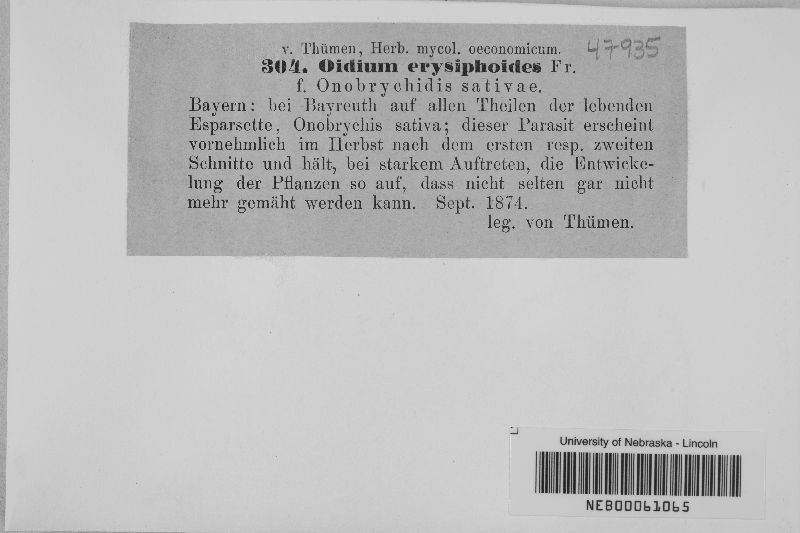 v. Thümen, Herb. mycol. oeconomicum. 47935
304. Oidium erysiphoides Fr.
f. Onobrychidis sativae.
Bayern: bei Bayreuth auf allen Theilen der lebenden
Esparsette, Onobrychis sativa; dieser Parasit erscheint
vornehmlich im Herbst nach dem ersten resp. zweiten
Schnitte und hält, bei starkem Auftreten, die Entwicke-
lung der Pflanzen so auf, dass nicht selten gar nicht
mehr gemäht werden kann. Sept. 1874.
leg. von Thümen.
University of Nebraska - Lincoln
NEB00061065